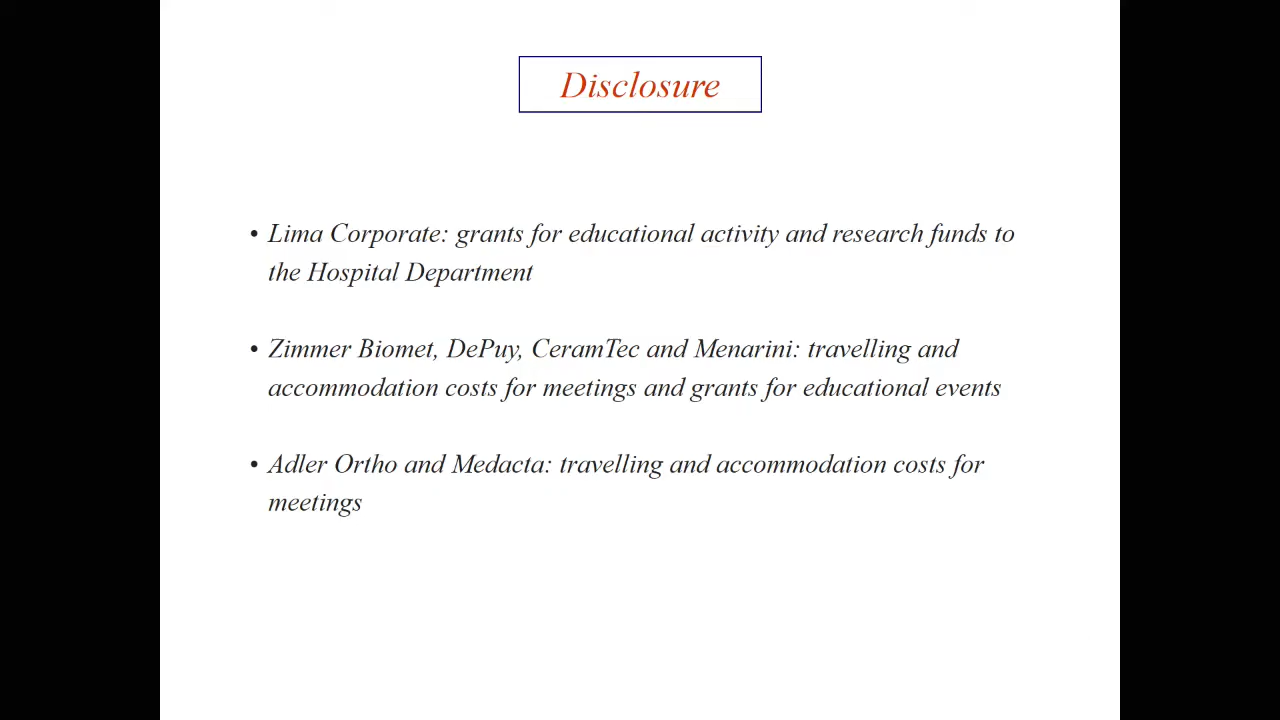 Disclosure
• Lima Corporate: grants for educational activity and research funds to
the Hospital Department
• Zimmer Biomet, DePuy, CeramTec and Menarini: travelling and
accommodation costs for meetings and grants for educational events
• Adler Ortho and Medacta: travelling and accommodation costs for
meetings